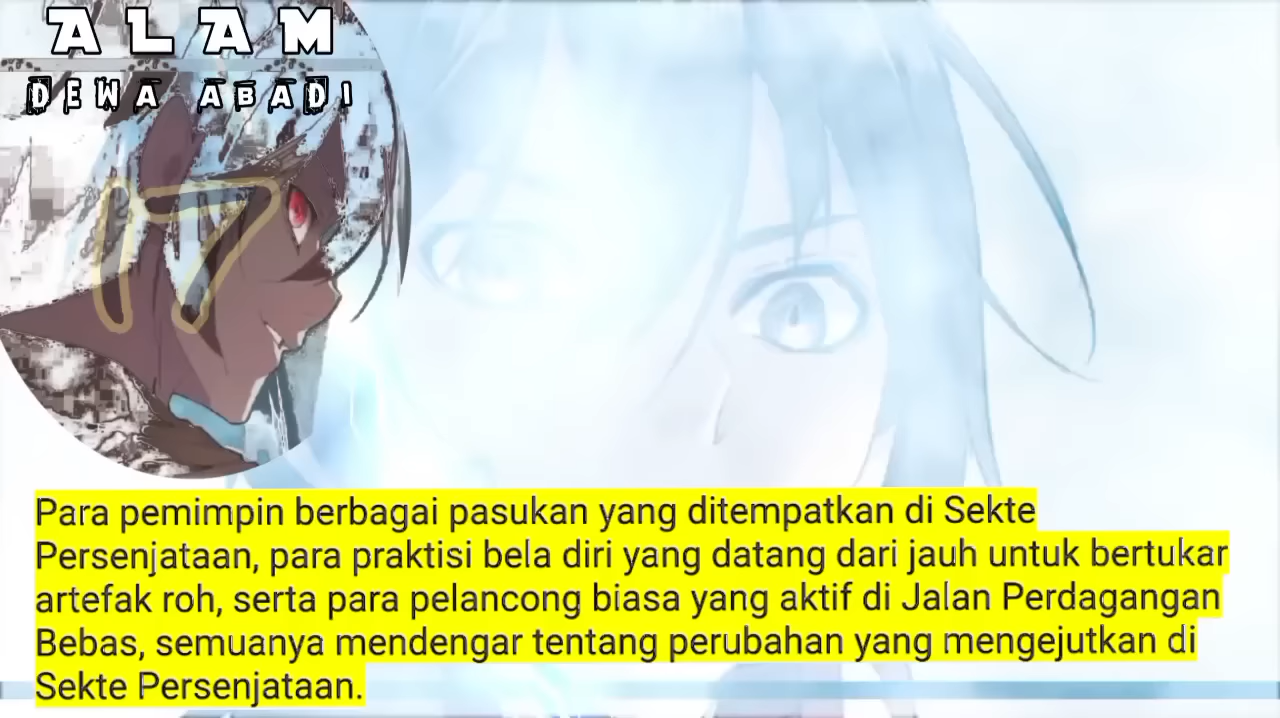 ALAM
DEWA ABADI
17
Para pemimpin berbagai pasukan yang ditempatkan di Sekte
Persenjataan, para praktisi bela diri yang datang dari jauh untuk bertukar
artefak roh, serta para pelancong biasa yang aktif di Jalan Perdagangan
Bebas, semuanya mendengar tentang perubahan yang mengejutkan di
Sekte Persenjataan.